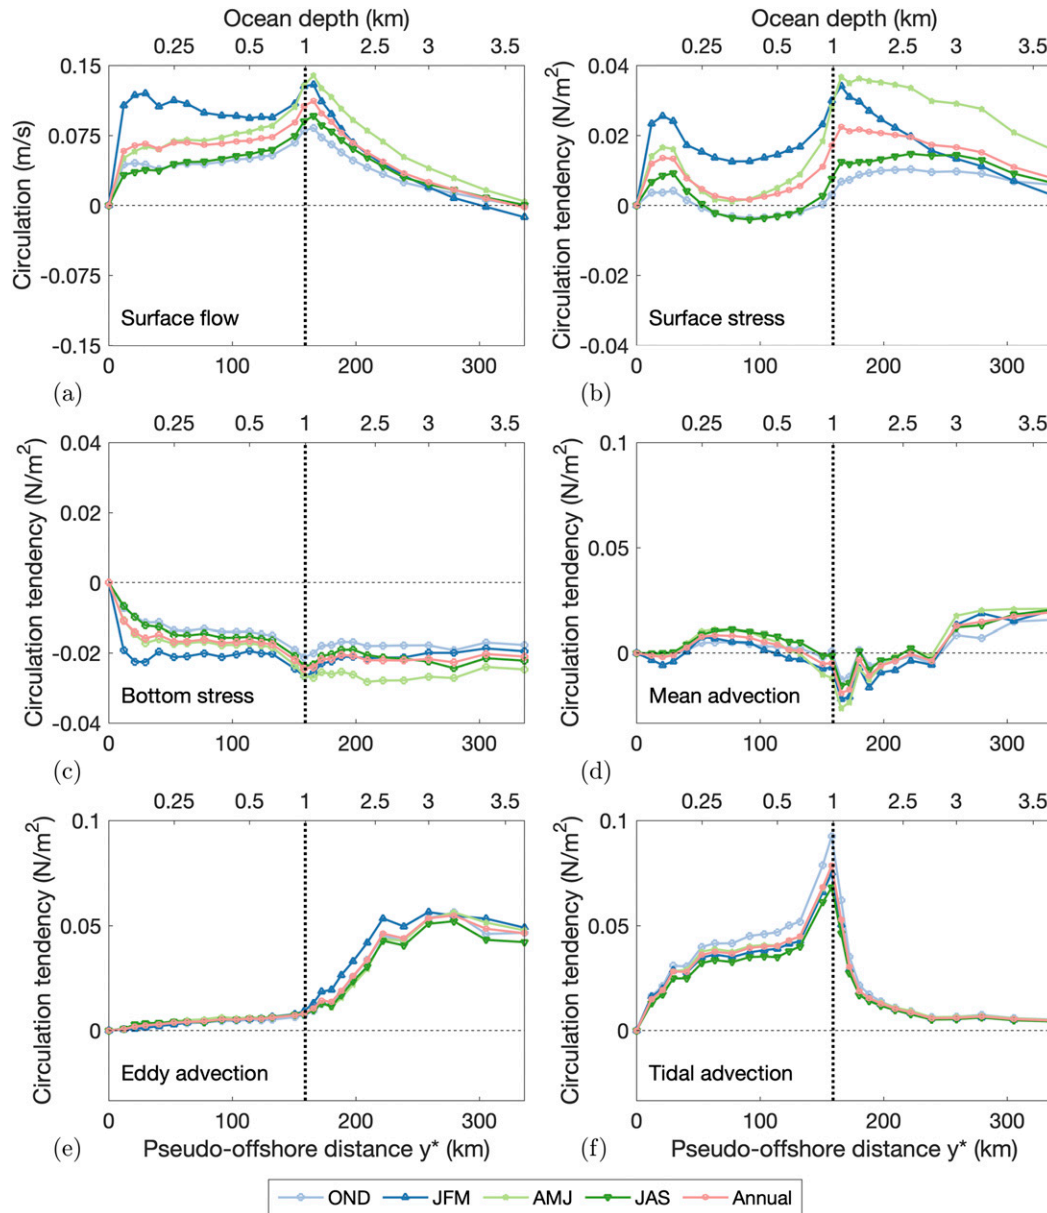 Ocean depth (km)
0.25 0.5 1 2.5 3 3.5
0.15
0.075
0
-0.075
-0.15
Circulation (m/s)
Surface flow
0 100 200 300
(a)
Ocean depth (km)
0.25 0.5 1 2.5 3 3.5
0.04
0.02
0
-0.02
-0.04
Circulation tendency (N/m²)
Surface stress
0 100 200 300
(b)
0.25 0.5 1 2.5 3 3.5
0.04
0.02
0
-0.02
-0.04
Circulation tendency (N/m²)
Bottom stress
0 100 200 300
(c)
0.25 0.5 1 2.5 3 3.5
0.1
0.05
0
Circulation tendency (N/m²)
Mean advection
0 100 200 300
(d)
0.25 0.5 1 2.5 3 3.5
0.1
0.05
0
Circulation tendency (N/m²)
Eddy advection
0 100 200 300
(e)
Pseudo-offshore distance y* (km)
0.25 0.5 1 2.5 3 3.5
0.1
0.05
0
Circulation tendency (N/m²)
Tidal advection
0 100 200 300
(f)
Pseudo-offshore distance y* (km)
OND JFM AMJ JAS Annual